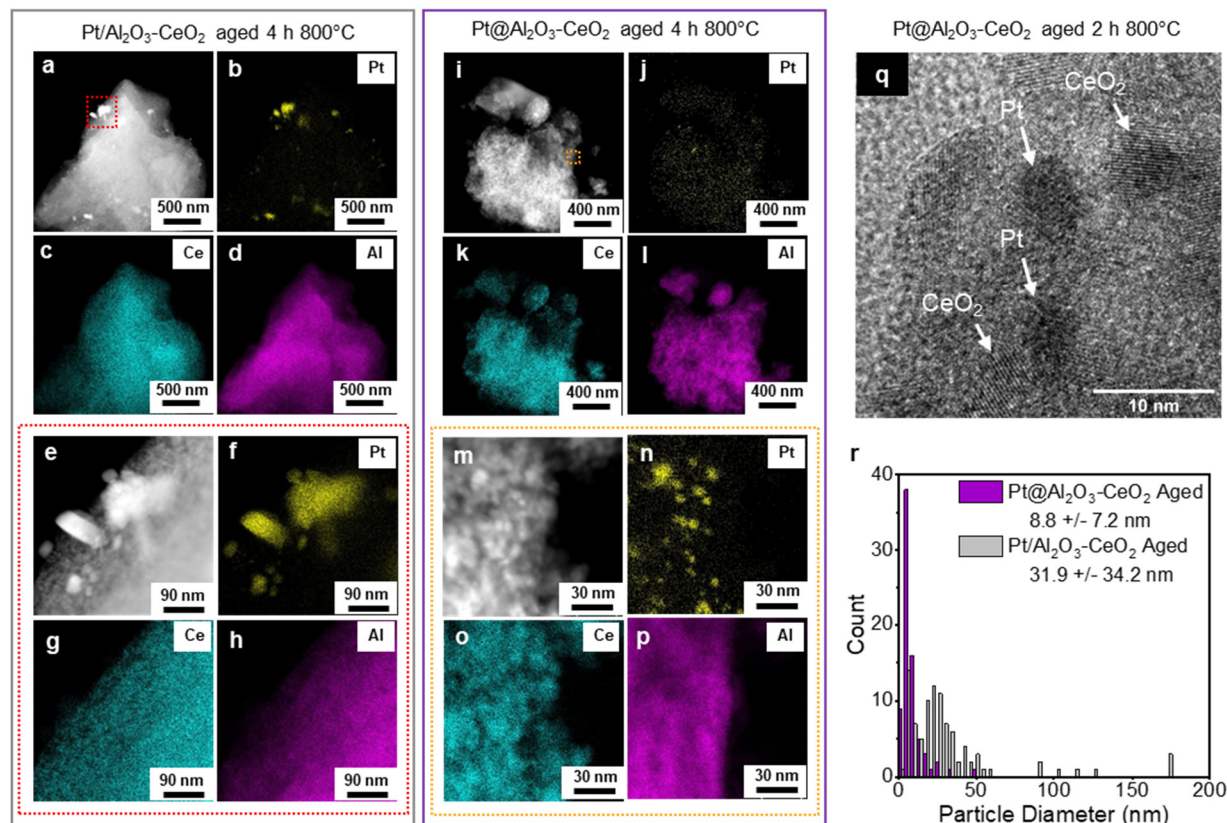 Pt/Al₂O₃-CeO₂ aged 4 h 800°C
a
500 nm
b
Pt
500 nm
c
Ce
500 nm
d
Al
500 nm
e
90 nm
f
Pt
90 nm
g
Ce
90 nm
h
Al
90 nm
Pt@Al₂O₃-CeO₂ aged 4 h 800°C
i
400 nm
j
Pt
400 nm
k
Ce
400 nm
l
Al
400 nm
m
30 nm
n
Pt
30 nm
o
Ce
30 nm
p
Al
30 nm
Pt@Al₂O₃-CeO₂ aged 2 h 800°C
q
CeO₂
Pt
Pt
CeO₂
10 nm
r
40
30
20
10
0
Count
Pt@Al₂O₃-CeO₂ Aged
8.8 +/- 7.2 nm
Pt/Al₂O₃-CeO₂ Aged
31.9 +/- 34.2 nm
0 50 100 150 200
Particle Diameter (nm)